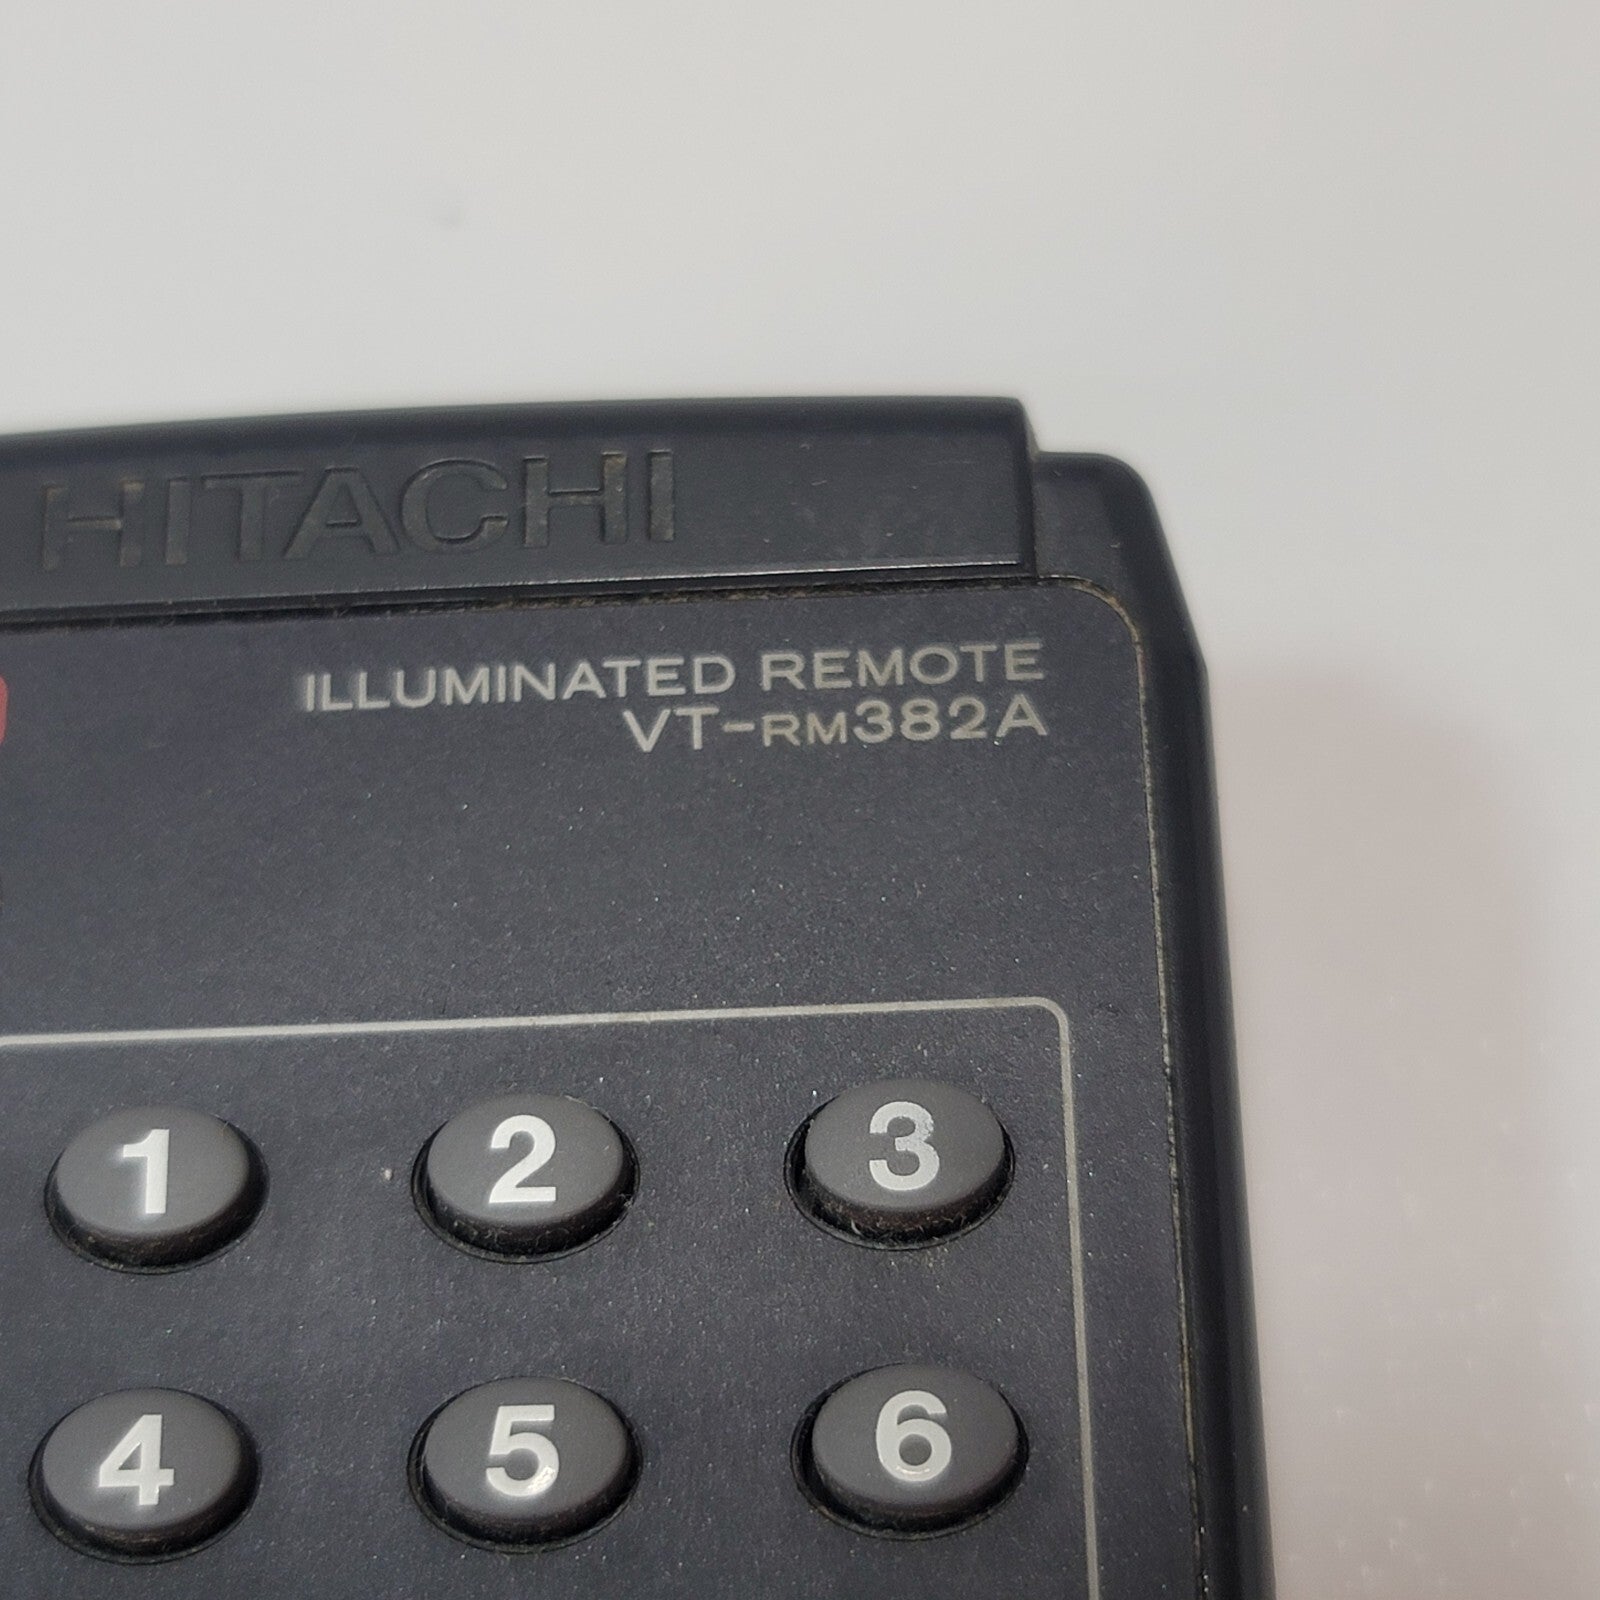 HITACHI
ILLUMINATED REMOTE
VT-RM382A
1 2 3
4 5 6